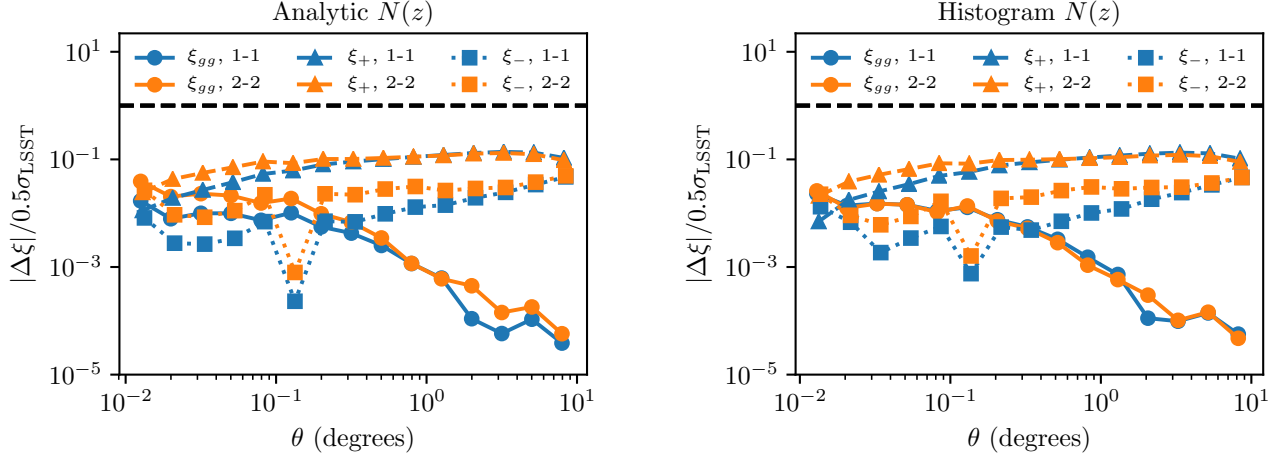 Analytic N(z)
ξgg, 1-1 ξ+, 1-1 ξ−, 1-1
ξgg, 2-2 ξ+, 2-2 ξ−, 2-2
|Δξ|/0.5σLSST
10^1
10^−1
10^−3
10^−5
10^−2 10^−1 10^0 10^1
θ (degrees)
Histogram N(z)
ξgg, 1-1 ξ+, 1-1 ξ−, 1-1
ξgg, 2-2 ξ+, 2-2 ξ−, 2-2
|Δξ|/0.5σLSST
10^1
10^−1
10^−3
10^−5
10^−2 10^−1 10^0 10^1
θ (degrees)